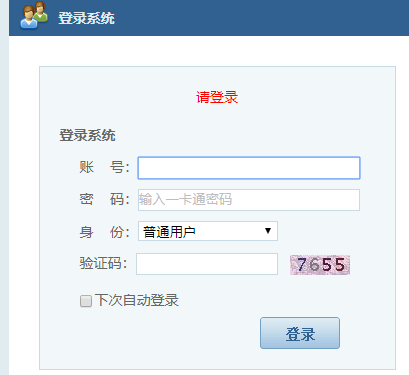 登录系统
请登录
登录系统
账 号:
密 码: 输入一卡通密码
身 份: 普通用户
验证码: 7655
下次自动登录
登录